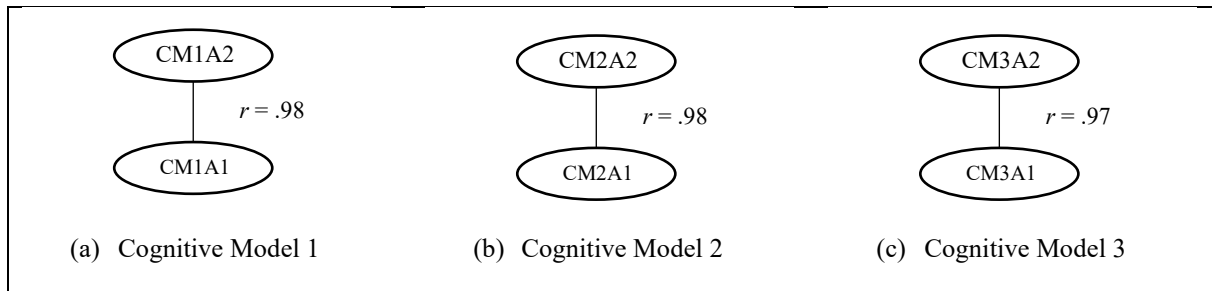 CM1A2 CM2A2 CM3A2
r = .98 r = .98 r = .97
CM1A1 CM2A1 CM3A1
(a) Cognitive Model 1 (b) Cognitive Model 2 (c) Cognitive Model 3